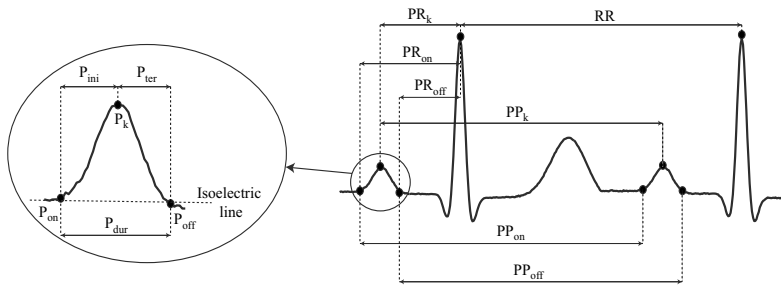 P_ini
P_ter
P_k
P_on
P_off
P_dur
Isoelectric
line
PR_k
RR
PR_on
PR_off
PP_k
PP_on
PP_off